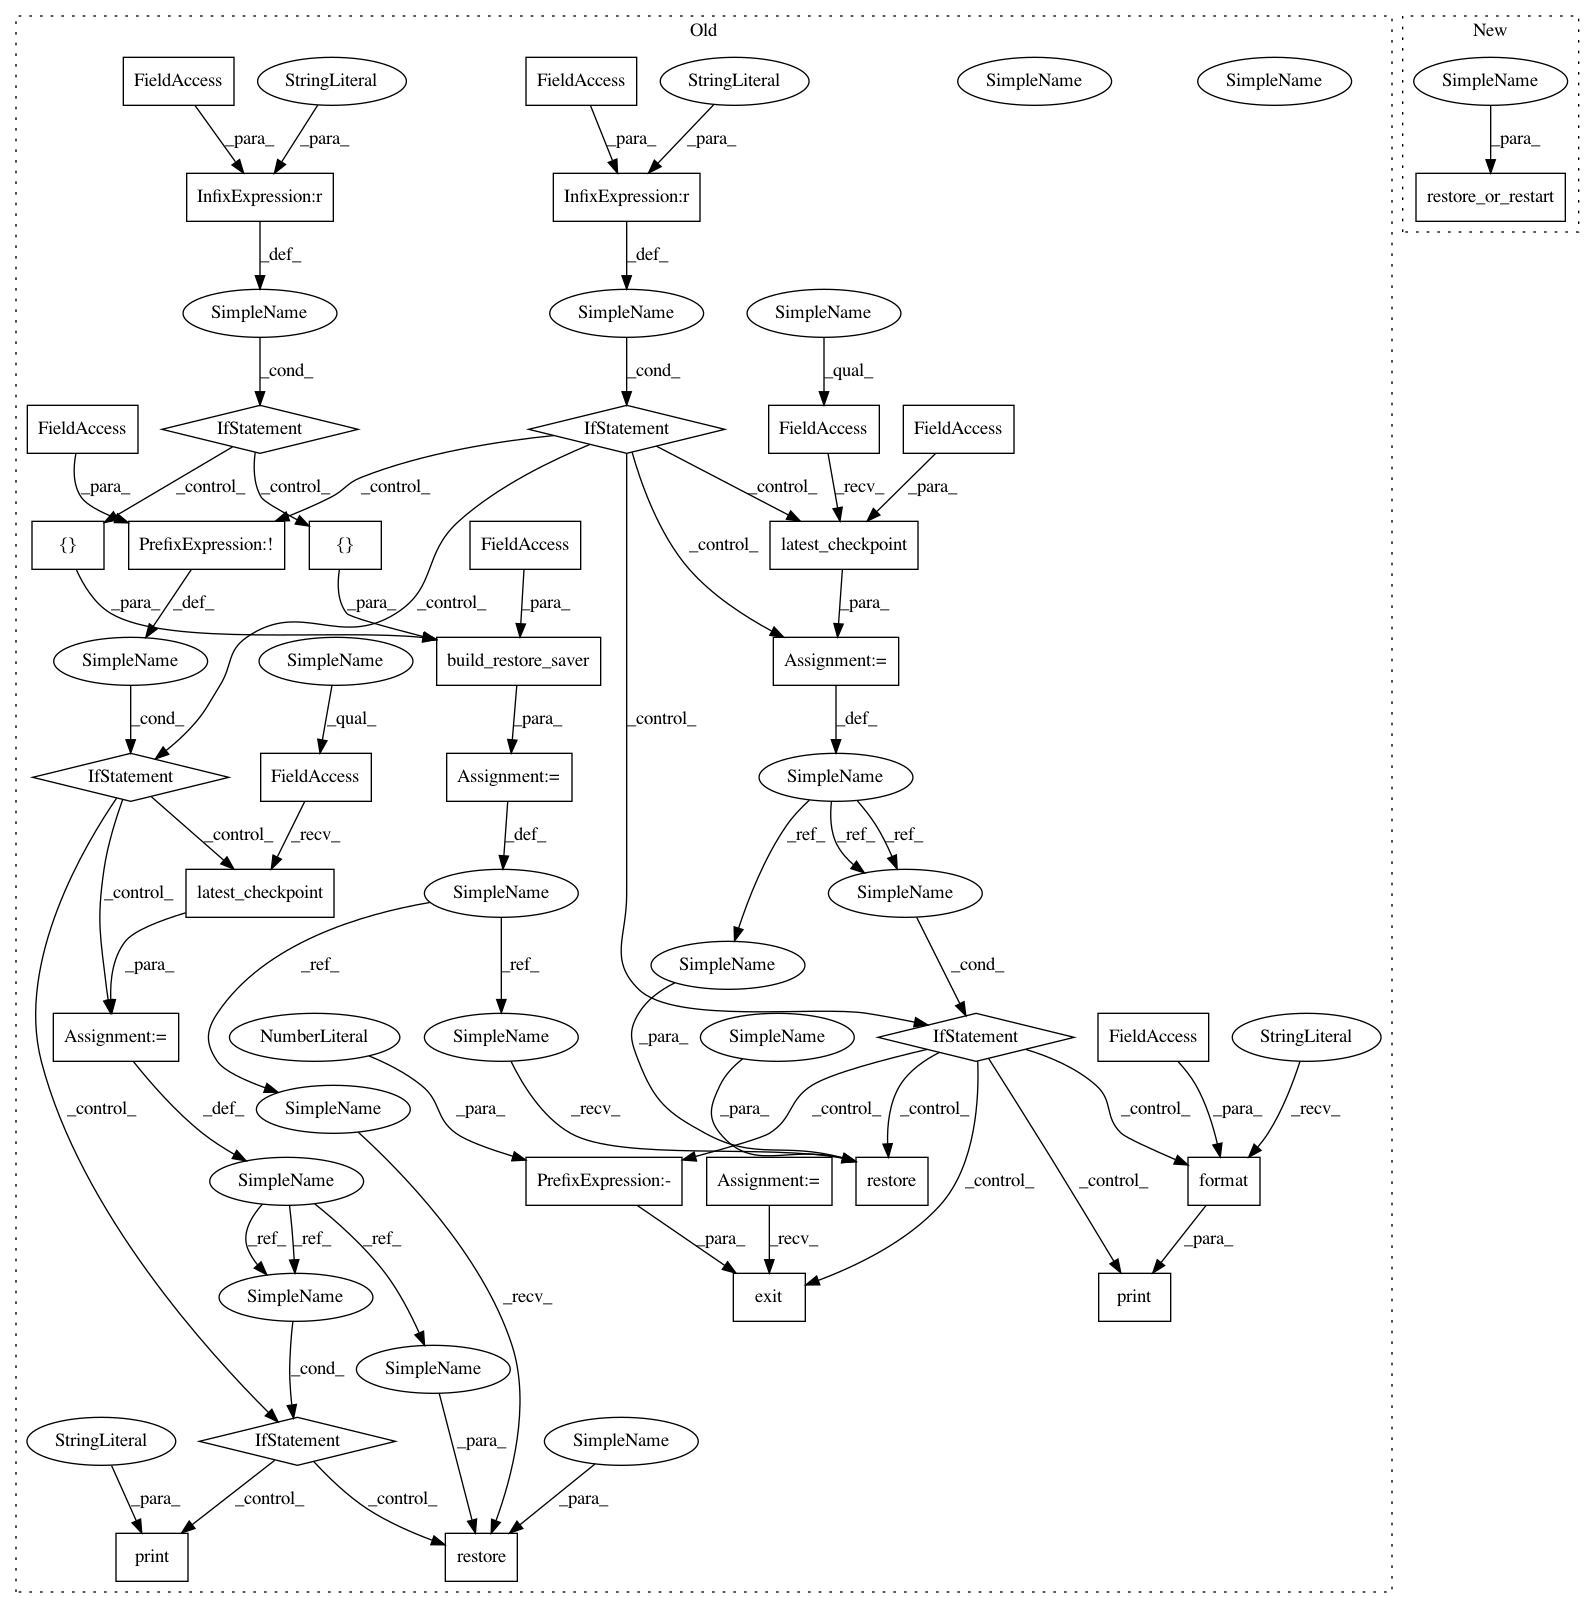 Old
New
FieldAccess
StringLiteral
FieldAccess
StringLiteral
SimpleName
SimpleName
SimpleName
_para_
_para_
_para_
_para_
_para_
InfixExpression:r
InfixExpression:r
restore_or_restart
_def_
_def_
SimpleName
SimpleName
SimpleName
_cond_
_cond_
_qual_
FieldAccess
IfStatement
IfStatement
FieldAccess
FieldAccess
_para_
_control_
_control_
_control_
_control_
_recv_
_para_
{}
PrefixExpression:!
{}
FieldAccess
latest_checkpoint
_control_
_para_
_def_
_para_
_control_
_para_
_para_
SimpleName
SimpleName
build_restore_saver
Assignment:=
_cond_
_qual_
_para_
_control_
_def_
IfStatement
FieldAccess
Assignment:=
SimpleName
_control_
_recv_
_def_
_ref_
_ref_
_ref_
_control_
latest_checkpoint
SimpleName
SimpleName
_para_
_ref_
_ref_
SimpleName
_cond_
Assignment:=
NumberLiteral
SimpleName
_para_
SimpleName
IfStatement
FieldAccess
StringLiteral
_control_
_def_
_para_
SimpleName
_recv_
_para_
_control_
_control_
_control_
_para_
_recv_
SimpleName
PrefixExpression:-
Assignment:=
restore
_control_
_control_
format
_ref_
_ref_
_ref_
_para_
_recv_
_para_
SimpleName
_recv_
exit
print
_cond_
SimpleName
StringLiteral
IfStatement
_para_
SimpleName
_para_
_control_
_control_
_para_
print
restore